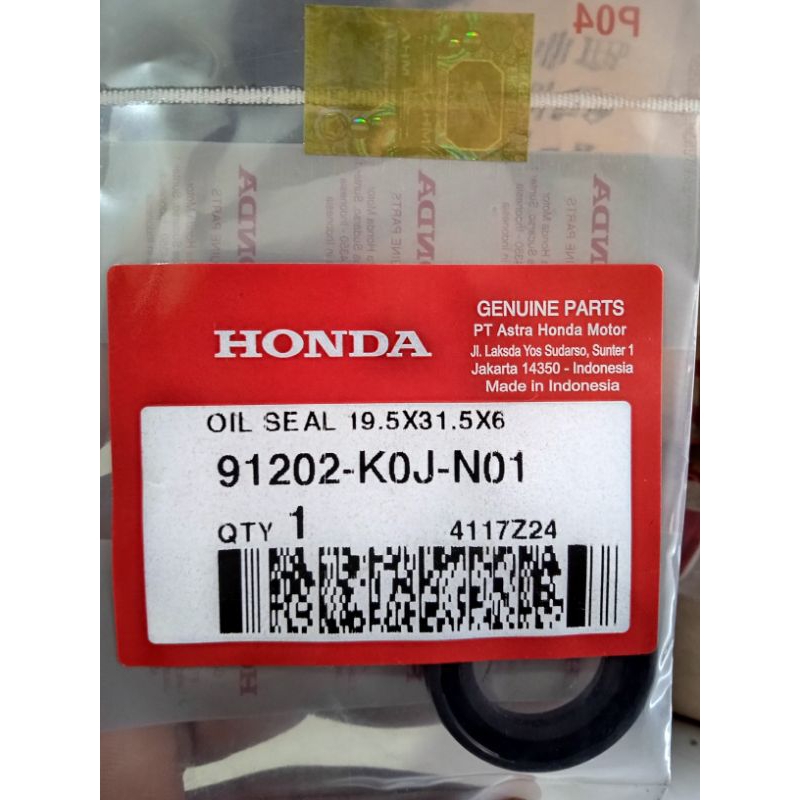 P04
HONDA
GENUINE PARTS
PT Astra Honda Motor
Jl. Laksda Yos Sudarso, Sunter 1
Jakarta 14350 - Indonesia
Made in Indonesia
OIL SEAL 19.5X31.5X6
91202-K0J-N01
QTY 1
4117Z24